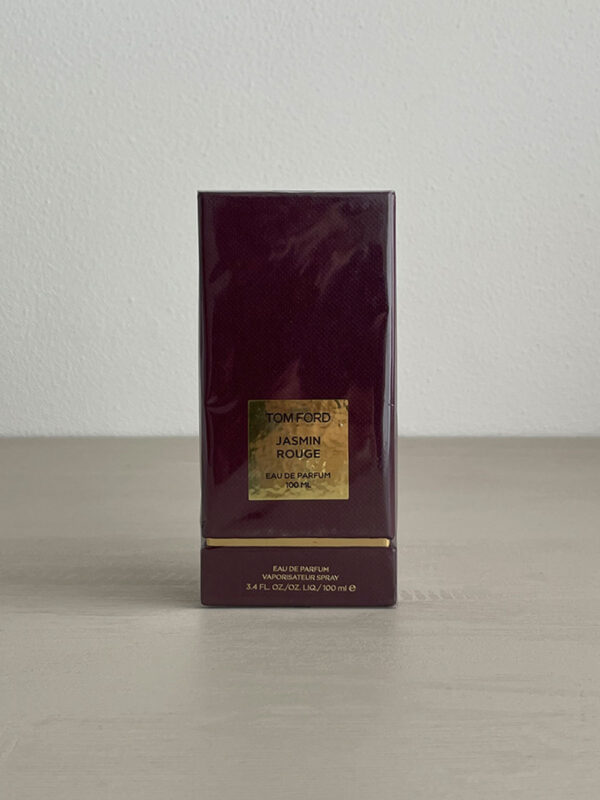 TOM FORD
JASMIN
ROUGE
EAU DE PARFUM
100 ML
EAU DE PARFUM
VAPORISATEUR SPRAY
3.4 FL. OZ./OZ. LIQ./100 ml ℮